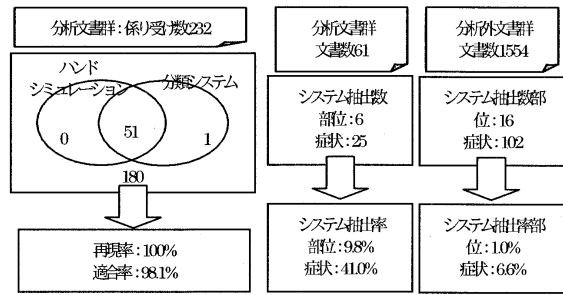 分析文書群：係り受け数232
ハンド
シミュレーション
分類システム
0
51
1
180
再現率：100%
適合率：98.1%
分析文書群
文書数61
システム抽出数
部位：6
症状：25
システム抽出率
部位：9.8%
症状：41.0%
分析外文書群
文書数1554
システム抽出数部
位：16
症状：102
システム抽出率部
位：1.0%
症状：6.6%